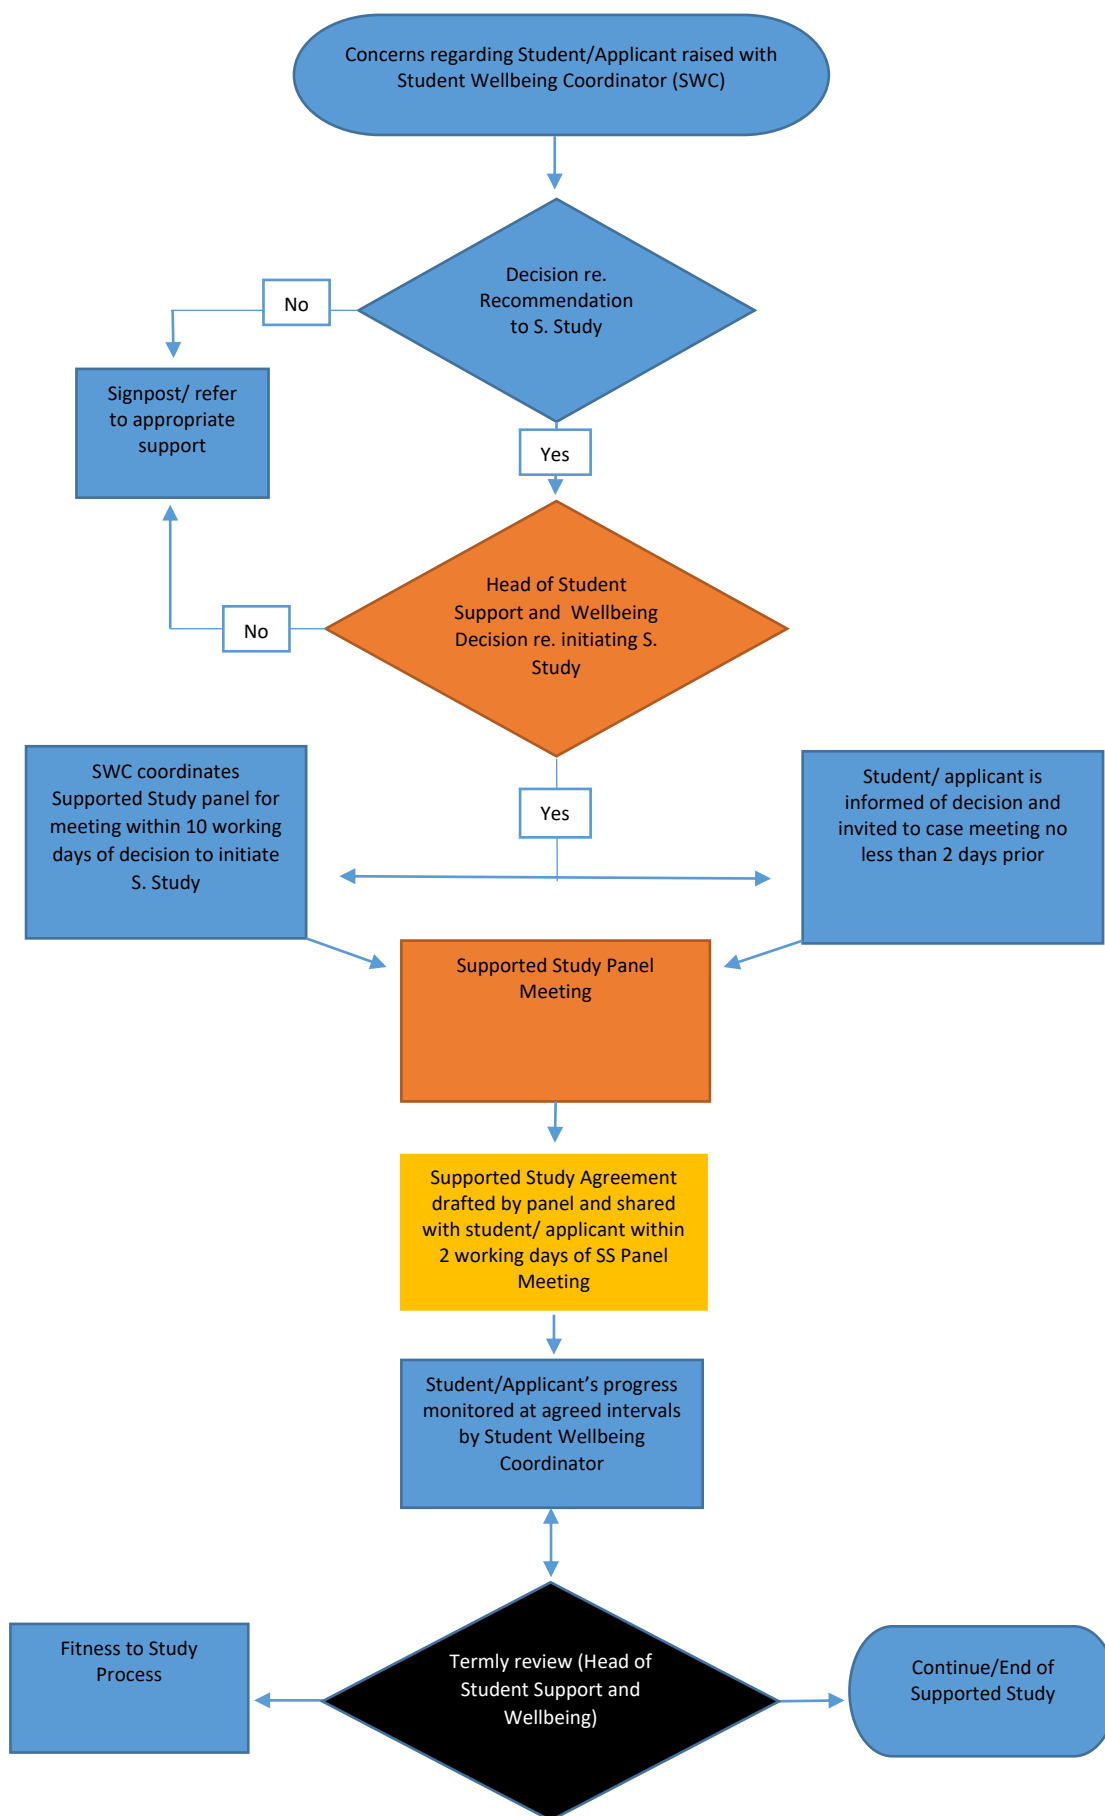 Concerns regarding Student/Applicant raised with
Student Wellbeing Coordinator (SWC)
Decision re.
Recommendation
to S. Study
No
Signpost/ refer
to appropriate
support
Yes
Head of Student
Support and  Wellbeing
Decision re. initiating S.
Study
No
SWC coordinates
Supported Study panel for
meeting within 10 working
days of decision to initiate
S. Study
Yes
Student/ applicant is
informed of decision and
invited to case meeting no
less than 2 days prior
Supported Study Panel
Meeting
Supported Study Agreement
drafted by panel and shared
with student/ applicant within
2 working days of SS Panel
Meeting
Student/Applicant’s progress
monitored at agreed intervals
by Student Wellbeing
Coordinator
Fitness to Study
Process
Termly review (Head of
Student Support and
Wellbeing)
Continue/End of
Supported Study